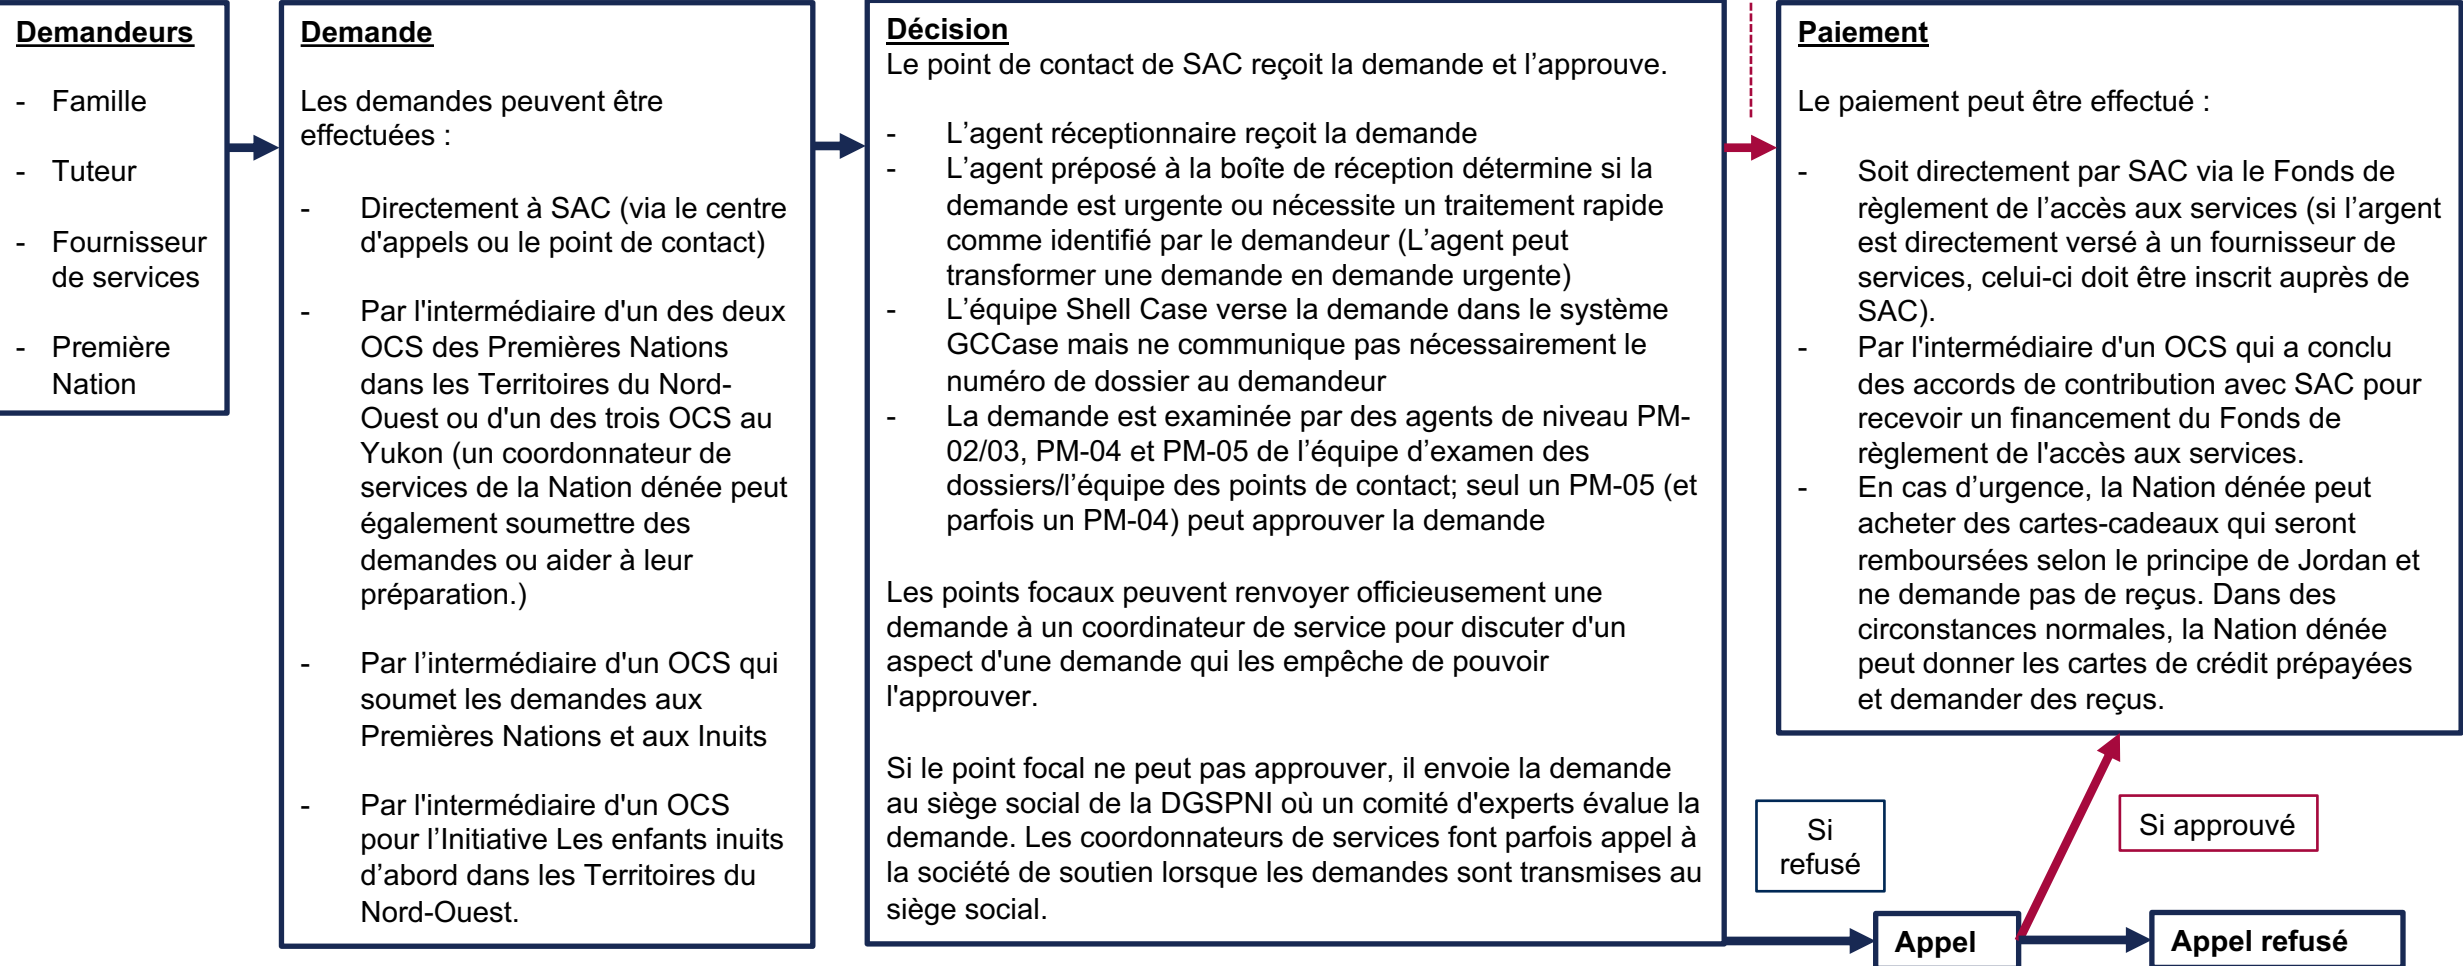 Demandeurs
- Famille
- Tuteur
- Fournisseur
de services
- Première
Nation
Demande
Les demandes peuvent être
effectuées :
- Directement à SAC (via le centre
d'appels ou le point de contact)
- Par l'intermédiaire d'un des deux
OCS des Premières Nations
dans les Territoires du Nord-
Ouest ou d'un des trois OCS au
Yukon (un coordonnateur de
services de la Nation dénée peut
également soumettre des
demandes ou aider à leur
préparation.)
- Par l’intermédiaire d'un OCS qui
soumet les demandes aux
Premières Nations et aux Inuits
- Par l'intermédiaire d'un OCS
pour l’Initiative Les enfants inuits
d’abord dans les Territoires du
Nord-Ouest.
Décision
Le point de contact de SAC reçoit la demande et l’approuve.
- L’agent réceptionnaire reçoit la demande
- L’agent préposé à la boîte de réception détermine si la
demande est urgente ou nécessite un traitement rapide
comme identifié par le demandeur (L’agent peut
transformer une demande en demande urgente)
- L’équipe Shell Case verse la demande dans le système
GCCase mais ne communique pas nécessairement le
numéro de dossier au demandeur
- La demande est examinée par des agents de niveau PM-
02/03, PM-04 et PM-05 de l’équipe d’examen des
dossiers/l’équipe des points de contact; seul un PM-05 (et
parfois un PM-04) peut approuver la demande
Les points focaux peuvent renvoyer officieusement une
demande à un coordinateur de service pour discuter d'un
aspect d'une demande qui les empêche de pouvoir
l'approuver.
Si le point focal ne peut pas approuver, il envoie la demande
au siège social de la DGSPNI où un comité d'experts évalue la
demande. Les coordonnateurs de services font parfois appel à
la société de soutien lorsque les demandes sont transmises au
siège social.
Paiement
Le paiement peut être effectué :
- Soit directement par SAC via le Fonds de
règlement de l’accès aux services (si l’argent
est directement versé à un fournisseur de
services, celui-ci doit être inscrit auprès de
SAC).
- Par l'intermédiaire d'un OCS qui a conclu
des accords de contribution avec SAC pour
recevoir un financement du Fonds de
règlement de l'accès aux services.
- En cas d’urgence, la Nation dénée peut
acheter des cartes-cadeaux qui seront
remboursées selon le principe de Jordan et
ne demande pas de reçus. Dans des
circonstances normales, la Nation dénée
peut donner les cartes de crédit prépayées
et demander des reçus.
Si
refusé
Si approuvé
Appel
Appel refusé